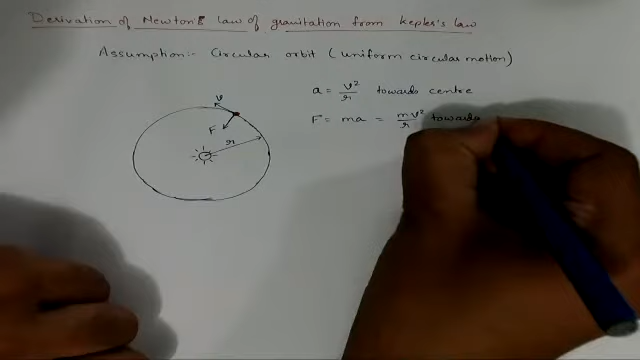 Derivation of Newton's law of gravitation from Kepler's law
Assumption:- Circular orbit (uniform circular motion)
a = v²/r towards centre
F = ma = mv²/r towards
v
F
r